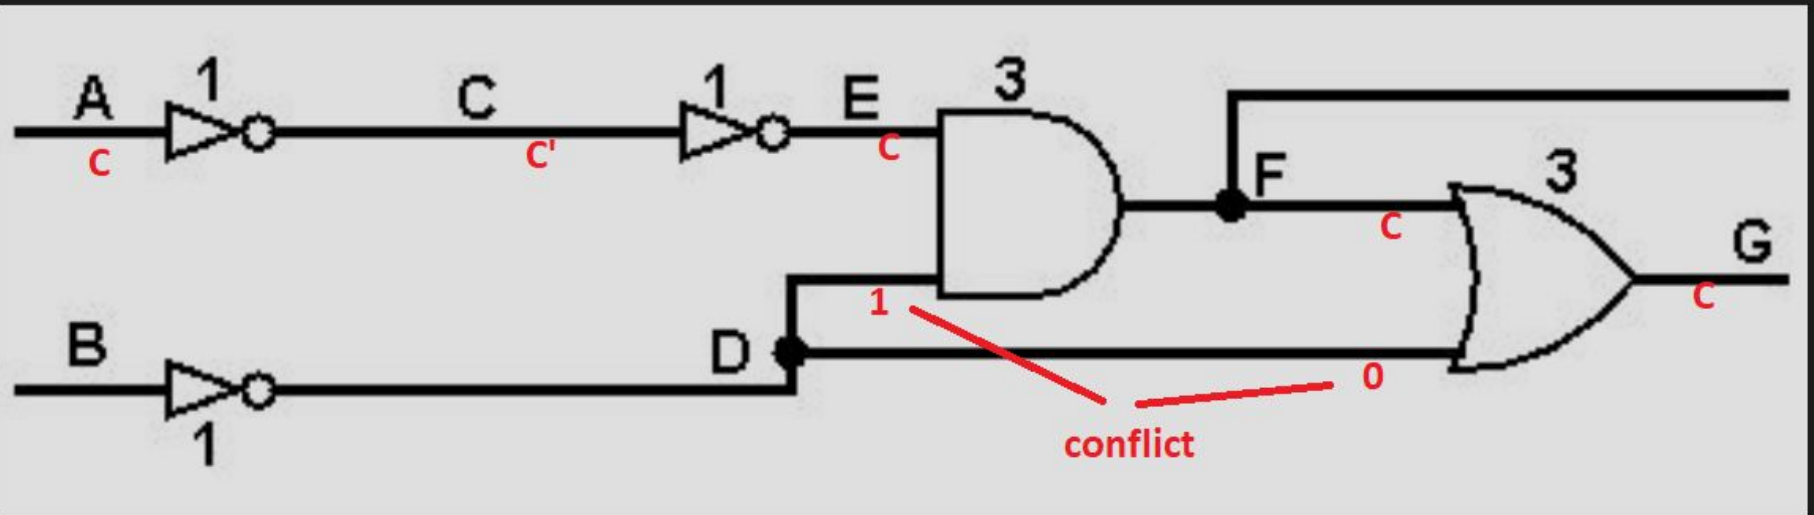 A 1 C 1 E 3
C C' C
F 3
C
G
1 C
B D
0
1 conflict